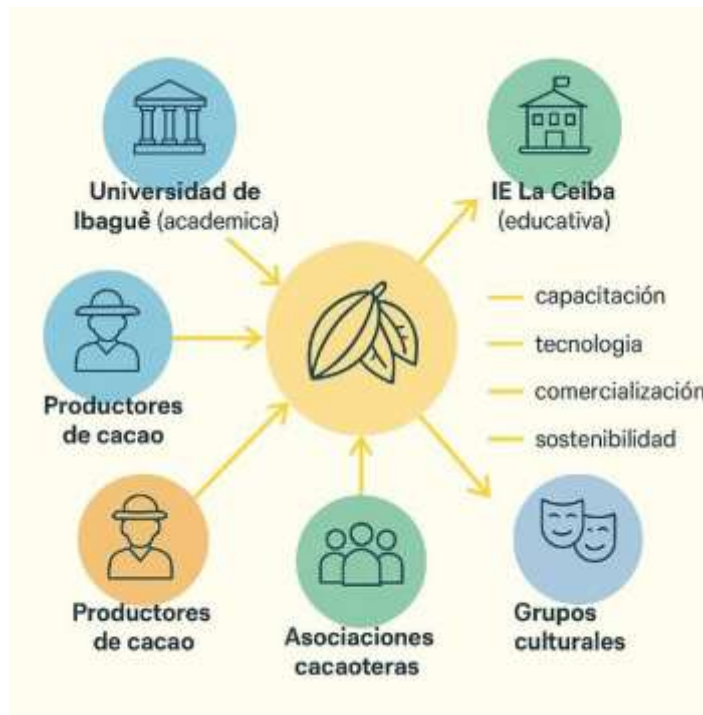 Universidad de
Ibaguè (academica)
IE La Ceiba
(educativa)
capacitación
tecnologia
comercialización
sostenibilidad
Productores
de cacao
Productores
de cacao
Asociaciones
cacaoteras
Grupos
culturales